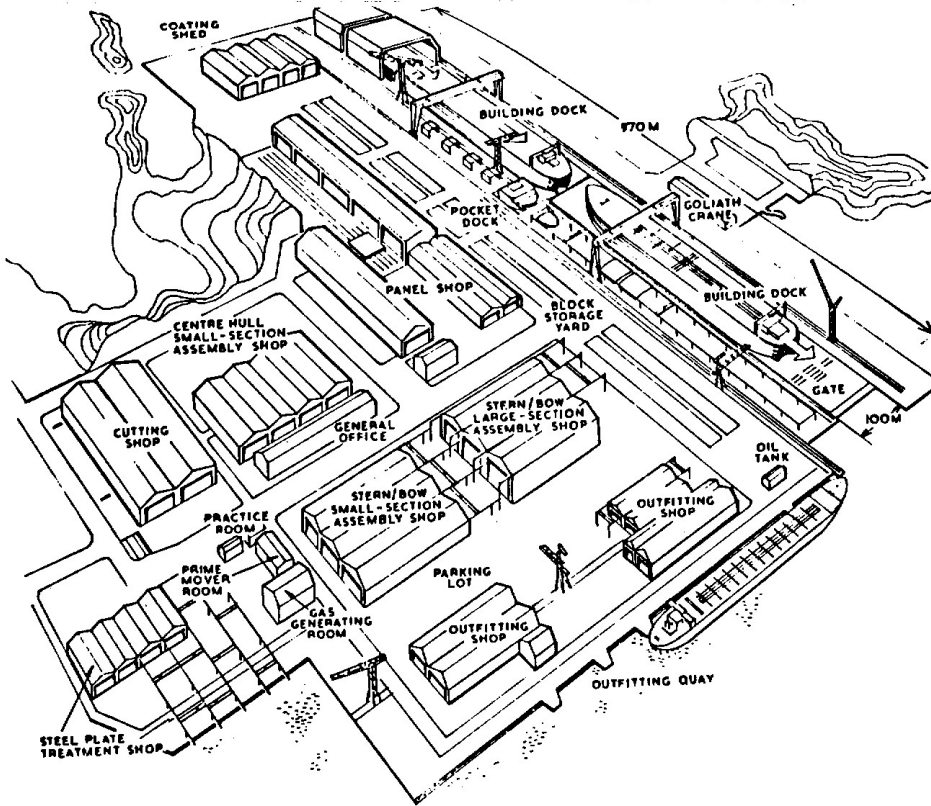 COATING
SHED
BUILDING DOCK
970 M
POCKET
DOCK
GOLIATH
CRANE
PANEL SHOP
BUILDING DOCK
BLOCK
STORAGE
YARD
CENTRE HULL
SMALL-SECTION
ASSEMBLY SHOP
GATE
100M
CUTTING
SHOP
GENERAL
OFFICE
STERN/BOW
LARGE-SECTION
ASSEMBLY SHOP
OIL
TANK
STERN/BOW
SMALL-SECTION
ASSEMBLY SHOP
OUTFITTING
SHOP
PRACTICE
ROOM
PRIME
MOVER
ROOM
PARKING
LOT
GAS
GENERATING
ROOM
OUTFITTING
SHOP
OUTFITTING QUAY
STEEL PLATE
TREATMENT SHOP